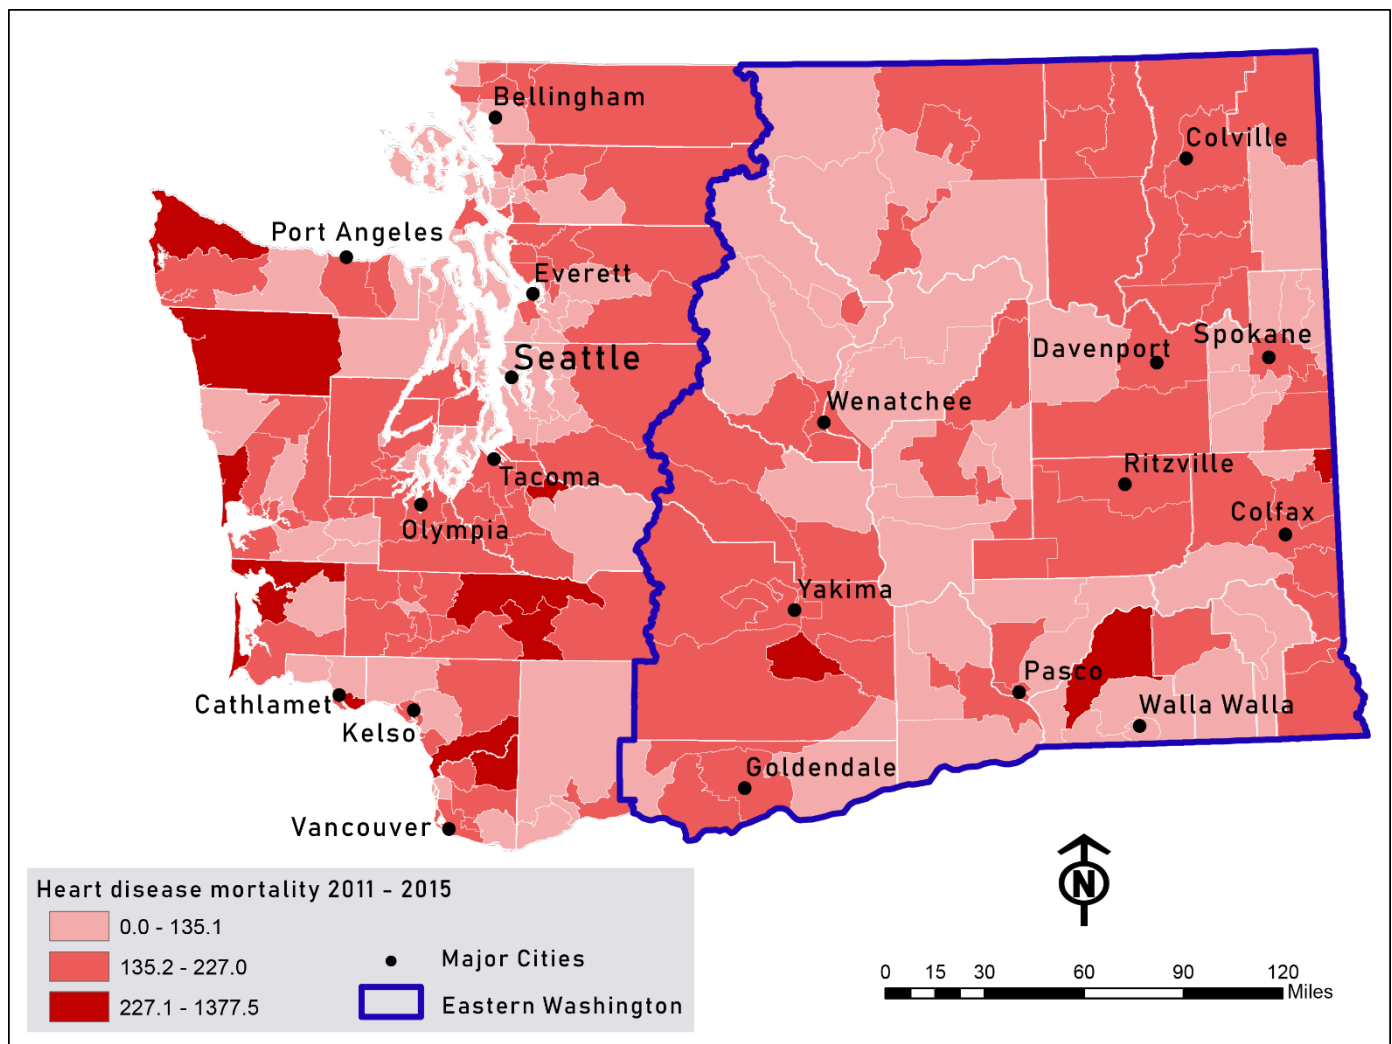 Bellingham
Colville
Port Angeles
Everett
Seattle
Davenport
Spokane
Wenatchee
Tacoma
Ritzville
Olympia
Colfax
Yakima
Pasco
Cathlamet
Walla Walla
Kelso
Goldendale
Vancouver
N
Heart disease mortality 2011 - 2015
0.0 - 135.1
135.2 - 227.0
227.1 - 1377.5
Major Cities
Eastern Washington
0 15 30 60 90 120
Miles